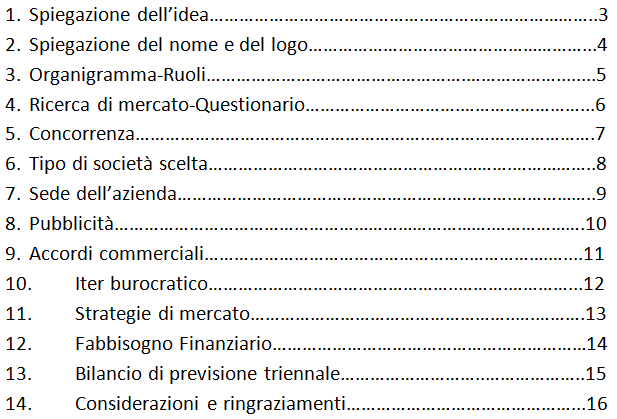 1. Spiegazione dell’idea……………………………………………………..3
2. Spiegazione del nome e del logo…………………………………….4
3. Organigramma-Ruoli……………………………………………………5
4. Ricerca di mercato-Questionario……………………………………...6
5. Concorrenza………………………………………………………………….7
6. Tipo di società scelta……………………………………………………8
7. Sede dell’azienda………………………………………………………..9
8. Pubblicità………………………………………………………………….10
9. Accordi commerciali…………………………………………………....11
10. Iter burocratico……………………………………………………...12
11. Strategie di mercato……………………………………………….13
12. Fabbisogno Finanziario……………………………………………14
13. Bilancio di previsione triennale…………………………………..15
14. Considerazioni e ringraziamenti………………………………...16